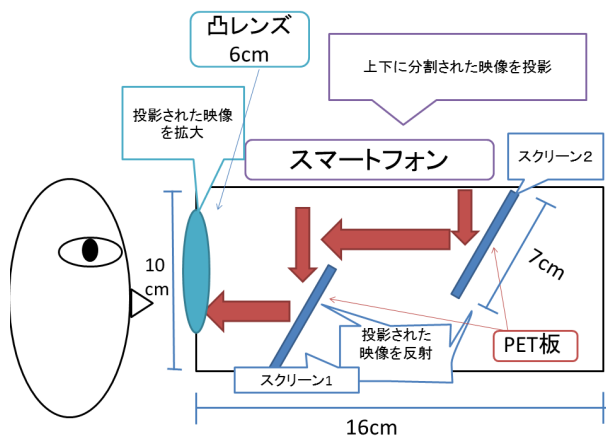 凸レンズ
6cm
上下に分割された映像を投影
投影された映像
を拡大
スマートフォン
スクリーン2
10
cm
7cm
投影された
映像を反射
PET板
スクリーン1
16cm